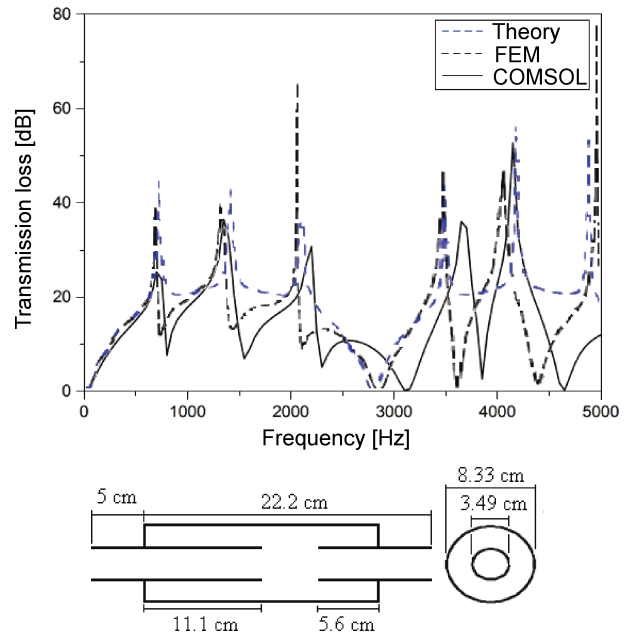 80
60
40
20
0
Transmission loss [dB]
Theory
FEM
COMSOL
0 1000 2000 3000 4000 5000
Frequency [Hz]
8.33 cm
5 cm 22.2 cm 3.49 cm
11.1 cm 5.6 cm